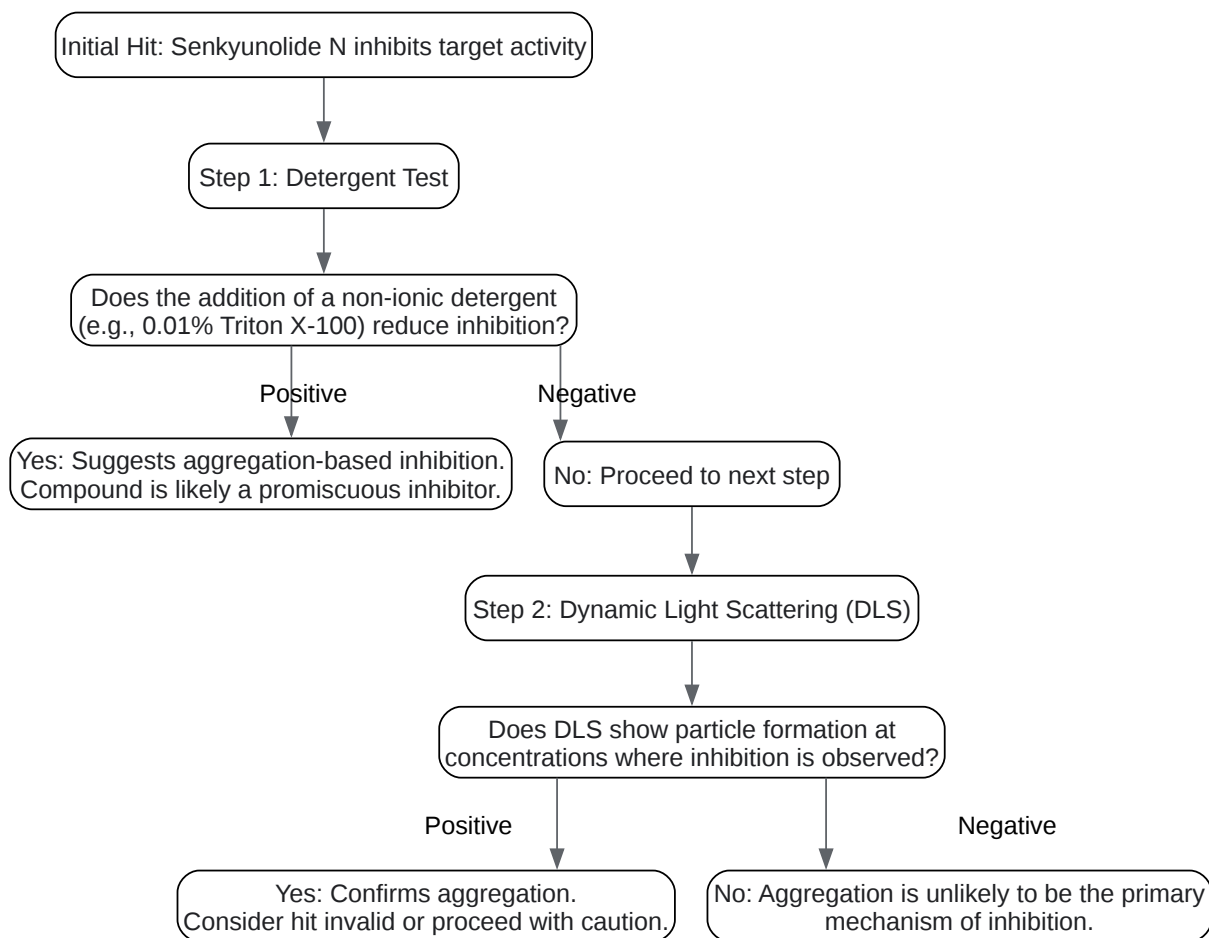 Initial Hit: Senkyunolide N inhibits target activity
Step 1: Detergent Test
Does the addition of a non-ionic detergent
(e.g., 0.01% Triton X-100) reduce inhibition?
Positive
Negative
Yes: Suggests aggregation-based inhibition.
Compound is likely a promiscuous inhibitor.
No: Proceed to next step
Step 2: Dynamic Light Scattering (DLS)
Does DLS show particle formation at
concentrations where inhibition is observed?
Positive
Negative
Yes: Confirms aggregation.
Consider hit invalid or proceed with caution.
No: Aggregation is unlikely to be the primary
mechanism of inhibition.